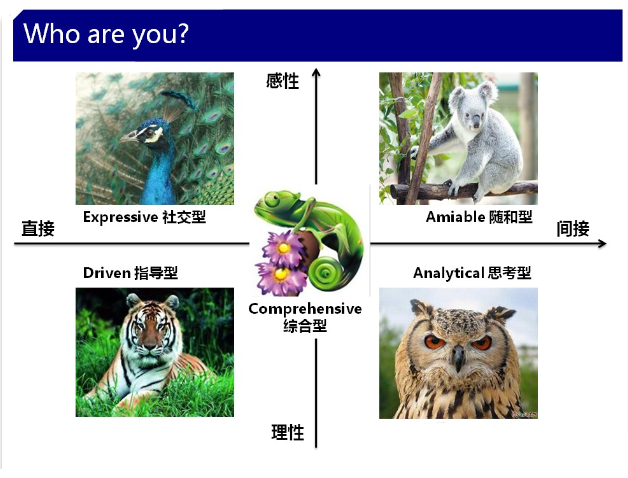 Who are you?
感性
Expressive 社交型
Amiable 随和型
直接
间接
Driven 指导型
Analytical 思考型
Comprehensive
综合型
理性